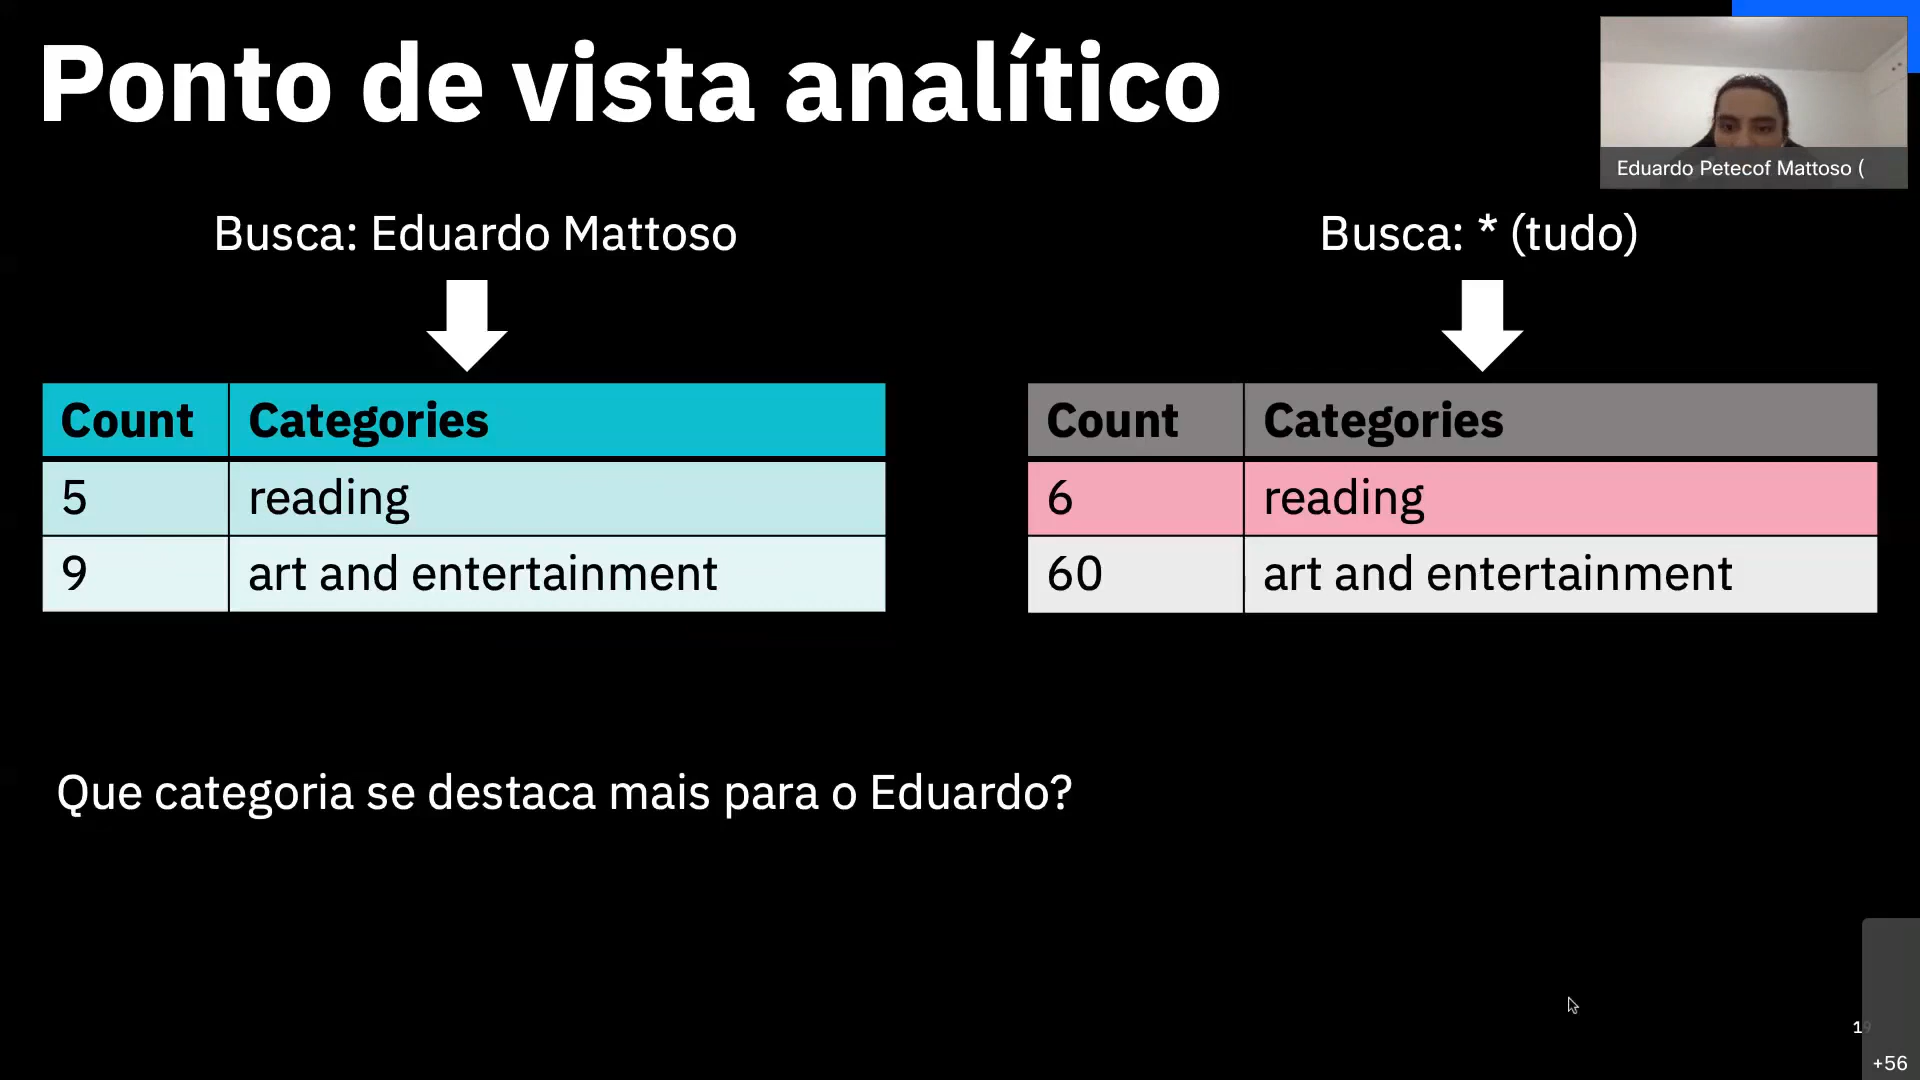 Ponto de vista analítico
Eduardo Petecof Mattoso (
Busca: Eduardo Mattoso
Busca: * (tudo)
Count Categories
5 reading
9 art and entertainment
Count Categories
6 reading
60 art and entertainment
Que categoria se destaca mais para o Eduardo?
19
+56